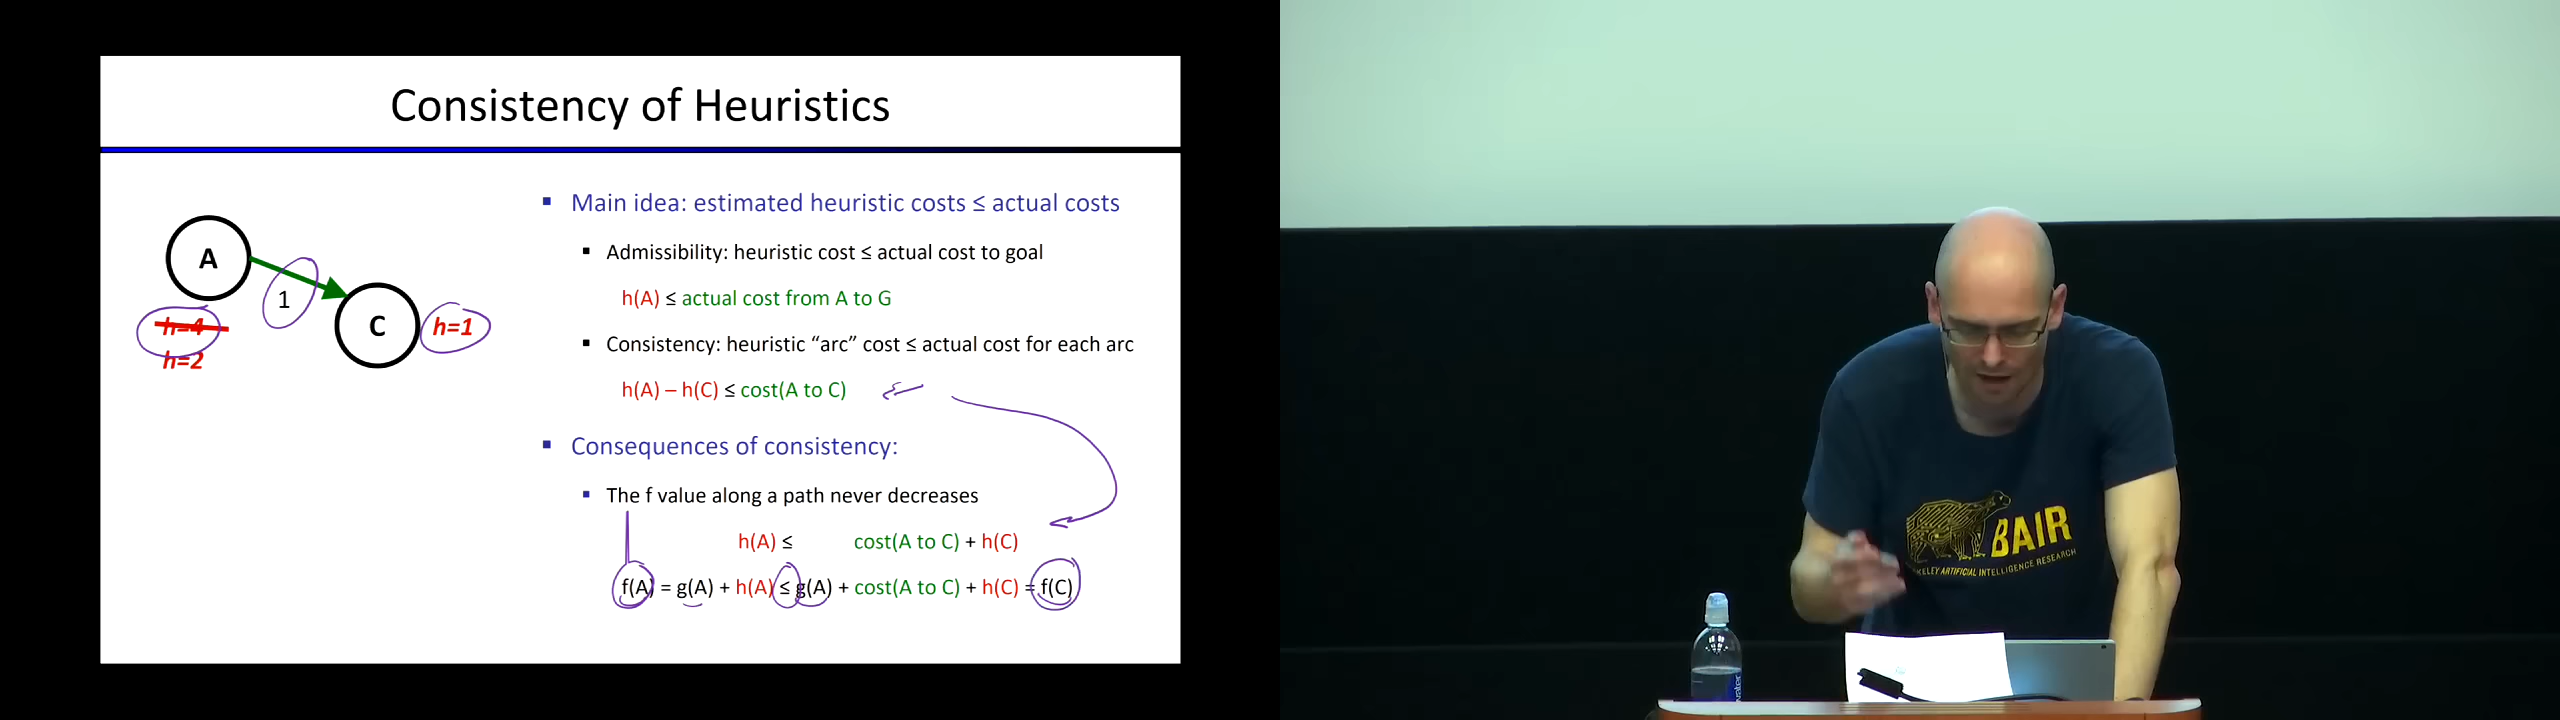 Consistency of Heuristics
▪ Main idea: estimated heuristic costs ≤ actual costs
▪ Admissibility: heuristic cost ≤ actual cost to goal
h(A) ≤ actual cost from A to G
▪ Consistency: heuristic “arc” cost ≤ actual cost for each arc
h(A) – h(C) ≤ cost(A to C)
▪ Consequences of consistency:
▪ The f value along a path never decreases
h(A) ≤ cost(A to C) + h(C)
f(A) = g(A) + h(A) ≤ g(A) + cost(A to C) + h(C) = f(C)
A
1
C
h=4
h=1
h=2
BAIR
KELEY ARTIFICIAL INTELLIGENCE RESEARCH
water